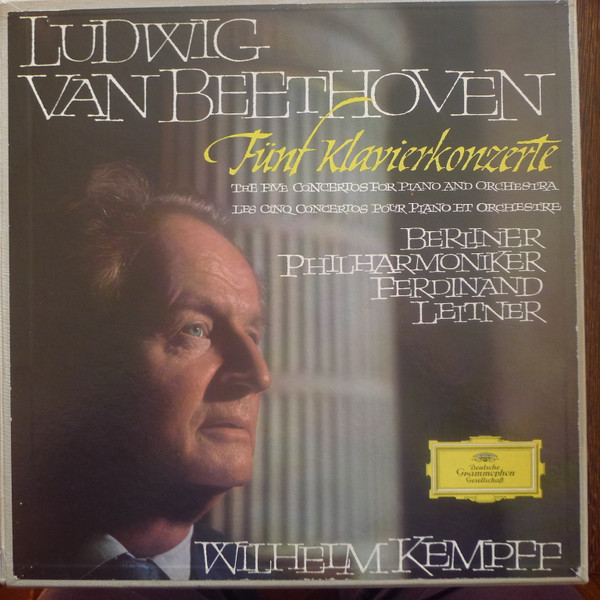 LUDWIG
VAN BEETHOVEN
Fünf Klavierkonzerte
THE FIVE CONCERTOS FOR PIANO AND ORCHESTRA
LES CINQ CONCERTOS POUR PIANO ET ORCHESTRE
BERLINER
PHILHARMONIKER
FERDINAND
LEITNER
Deutsche
Grammophon
Gesellschaft
WILHELM KEMPFF